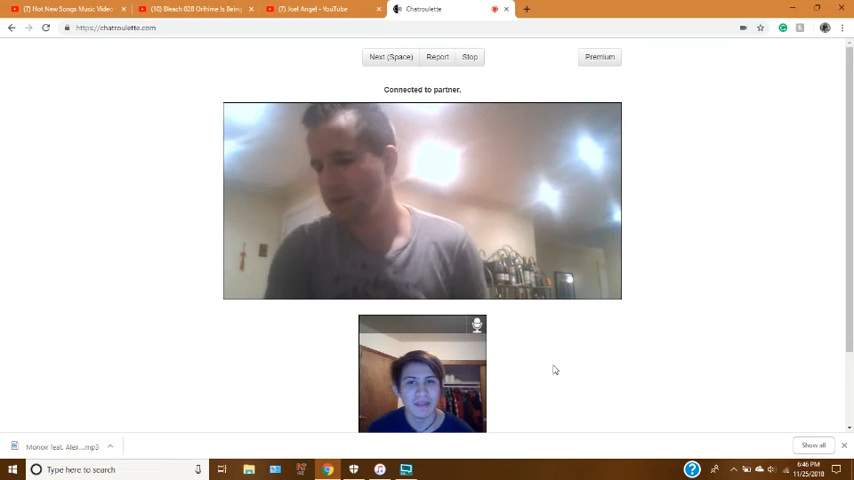 (7) Hot New Songs Music Video
(10) Bleach 028 Orihime Is Being
(7) Joel Angel - YouTube
Chatroulette
https://chatroulette.com
Next (Space)
Report
Stop
Premium
Connected to partner.
Monox feat. Alex....mp3
Show all
Type here to search
6:46 PM
11/25/2018